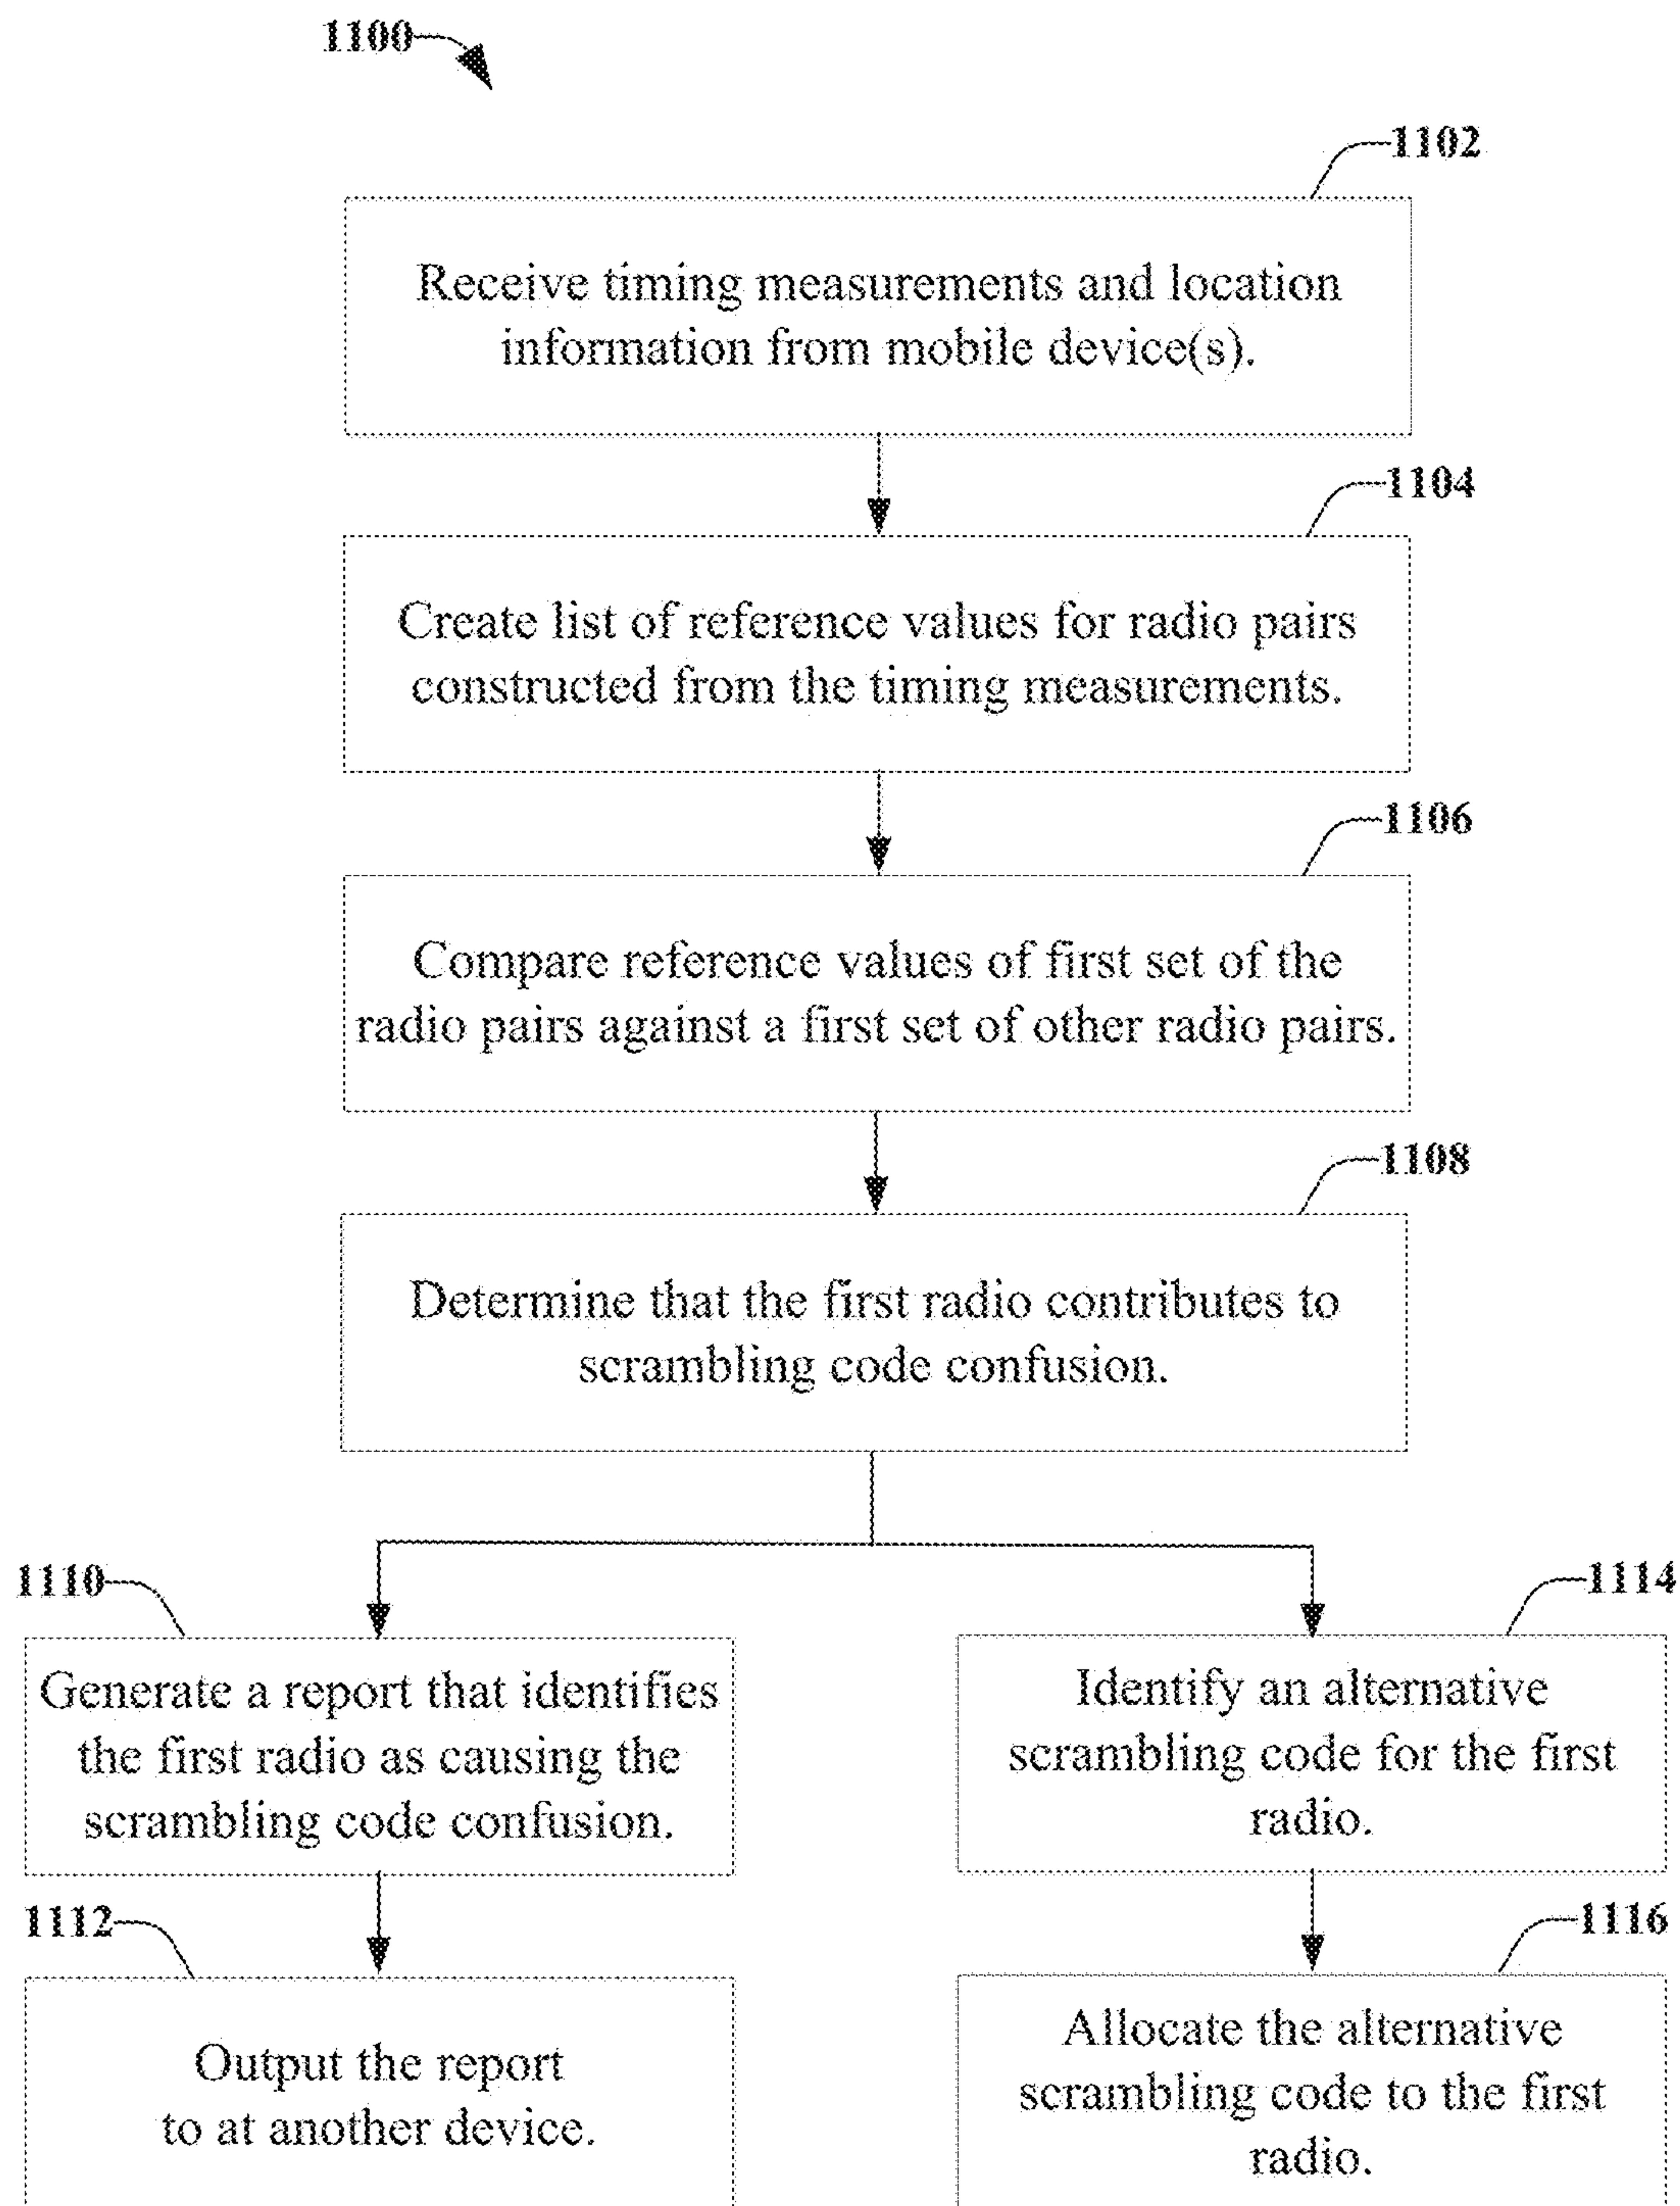 1100
1102
Receive timing measurements and location
information from mobile device(s).
1104
Create list of reference values for radio pairs
constructed from the timing measurements.
1106
Compare reference values of first set of the
radio pairs against a first set of other radio pairs.
1108
Determine that the first radio contributes to
scrambling code confusion.
1110
Generate a report that identifies
the first radio as causing the
scrambling code confusion.
1112
Output the report
to at another device.
1114
Identify an alternative
scrambling code for the first
radio.
1116
Allocate the alternative
scrambling code to the first
radio.